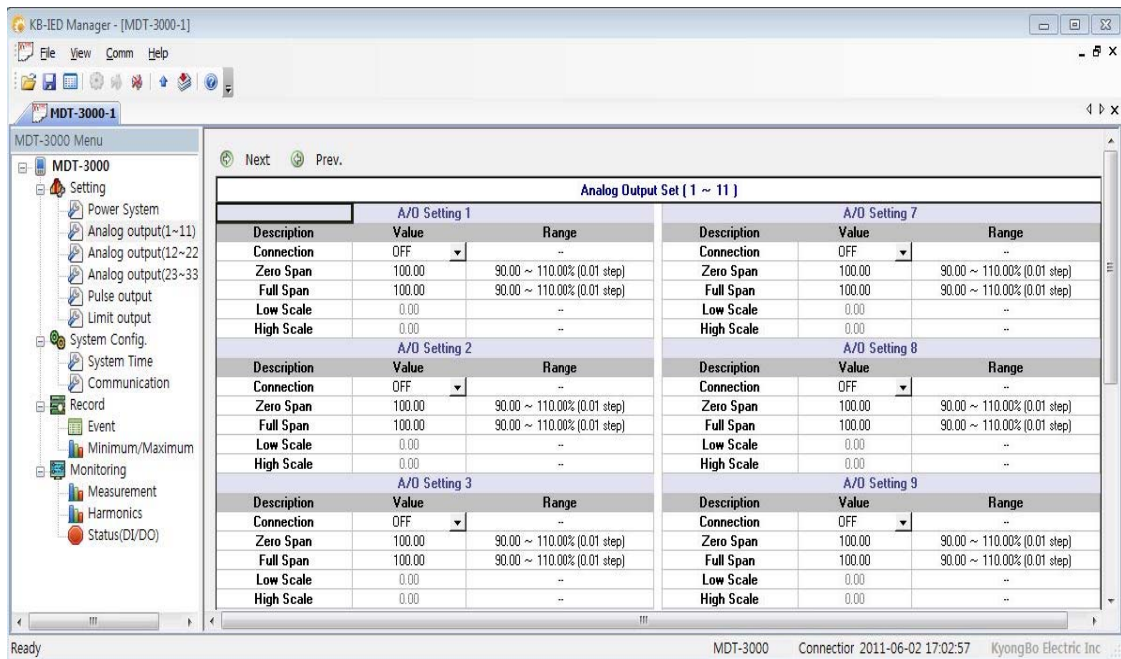 KB-IED Manager - [MDT-3000-1]
File View Comm Help
MDT-3000-1
MDT-3000 Menu
MDT-3000
Setting
Power System
Analog output(1~11)
Analog output(12~22
Analog output(23~33
Pulse output
Limit output
System Config.
System Time
Communication
Record
Event
Minimum/Maximum
Monitoring
Measurement
Harmonics
Status(DI/DO)
Next Prev.
Analog Output Set ( 1 ~ 11 )
A/O Setting 1
Description Value Range
Connection OFF --
Zero Span 100.00 90.00 ~ 110.00% (0.01 step)
Full Span 100.00 90.00 ~ 110.00% (0.01 step)
Low Scale 0.00 --
High Scale 0.00 --
A/O Setting 2
Description Value Range
Connection OFF --
Zero Span 100.00 90.00 ~ 110.00% (0.01 step)
Full Span 100.00 90.00 ~ 110.00% (0.01 step)
Low Scale 0.00 --
High Scale 0.00 --
A/O Setting 3
Description Value Range
Connection OFF --
Zero Span 100.00 90.00 ~ 110.00% (0.01 step)
Full Span 100.00 90.00 ~ 110.00% (0.01 step)
Low Scale 0.00 --
High Scale 0.00 --
A/O Setting 7
Description Value Range
Connection OFF --
Zero Span 100.00 90.00 ~ 110.00% (0.01 step)
Full Span 100.00 90.00 ~ 110.00% (0.01 step)
Low Scale 0.00 --
High Scale 0.00 --
A/O Setting 8
Description Value Range
Connection OFF --
Zero Span 100.00 90.00 ~ 110.00% (0.01 step)
Full Span 100.00 90.00 ~ 110.00% (0.01 step)
Low Scale 0.00 --
High Scale 0.00 --
A/O Setting 9
Description Value Range
Connection OFF --
Zero Span 100.00 90.00 ~ 110.00% (0.01 step)
Full Span 100.00 90.00 ~ 110.00% (0.01 step)
Low Scale 0.00 --
High Scale 0.00 --
Ready MDT-3000 Connectior 2011-06-02 17:02:57 KyongBo Electric Inc